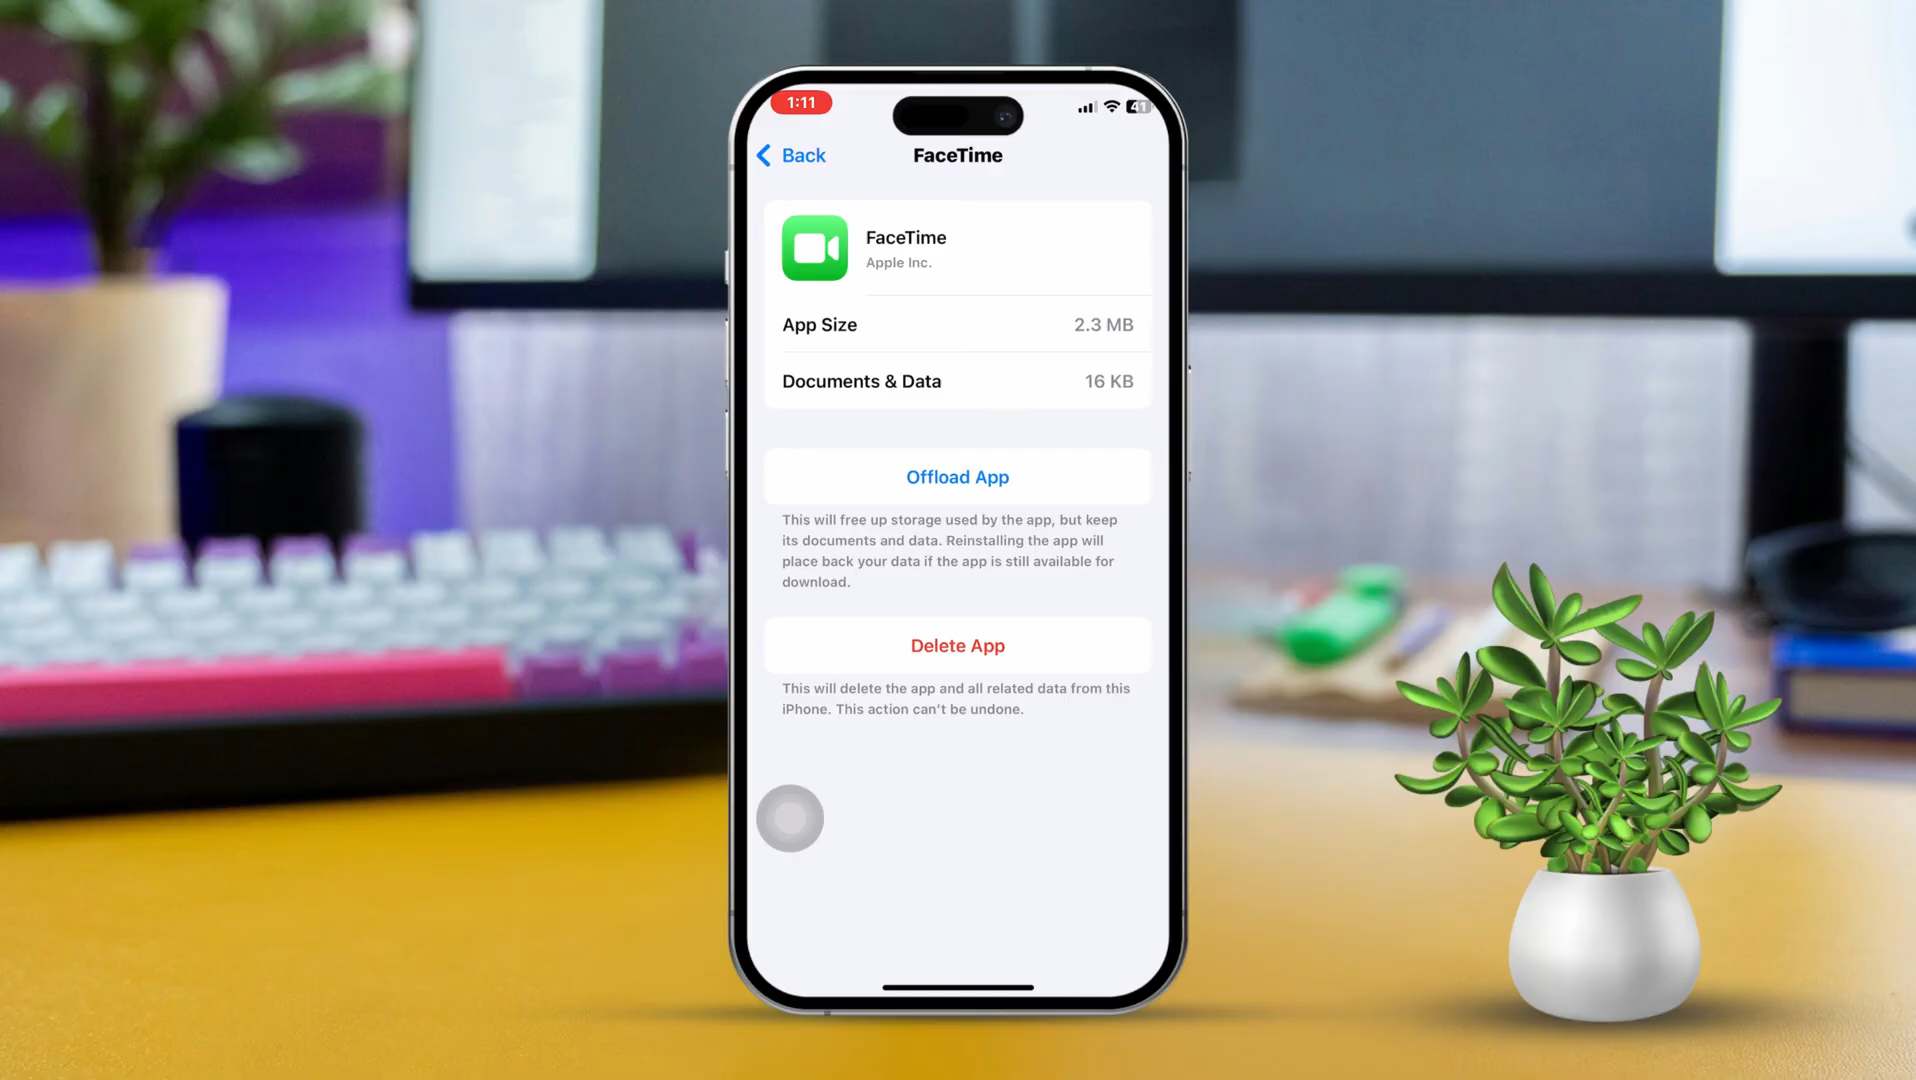 1:11
41
Back
FaceTime
FaceTime
Apple Inc.
App Size
2.3 MB
Documents & Data
16 KB
Offload App
This will free up storage used by the app, but keep
its documents and data. Reinstalling the app will
place back your data if the app is still available for
download.
Delete App
This will delete the app and all related data from this
iPhone. This action can't be undone.